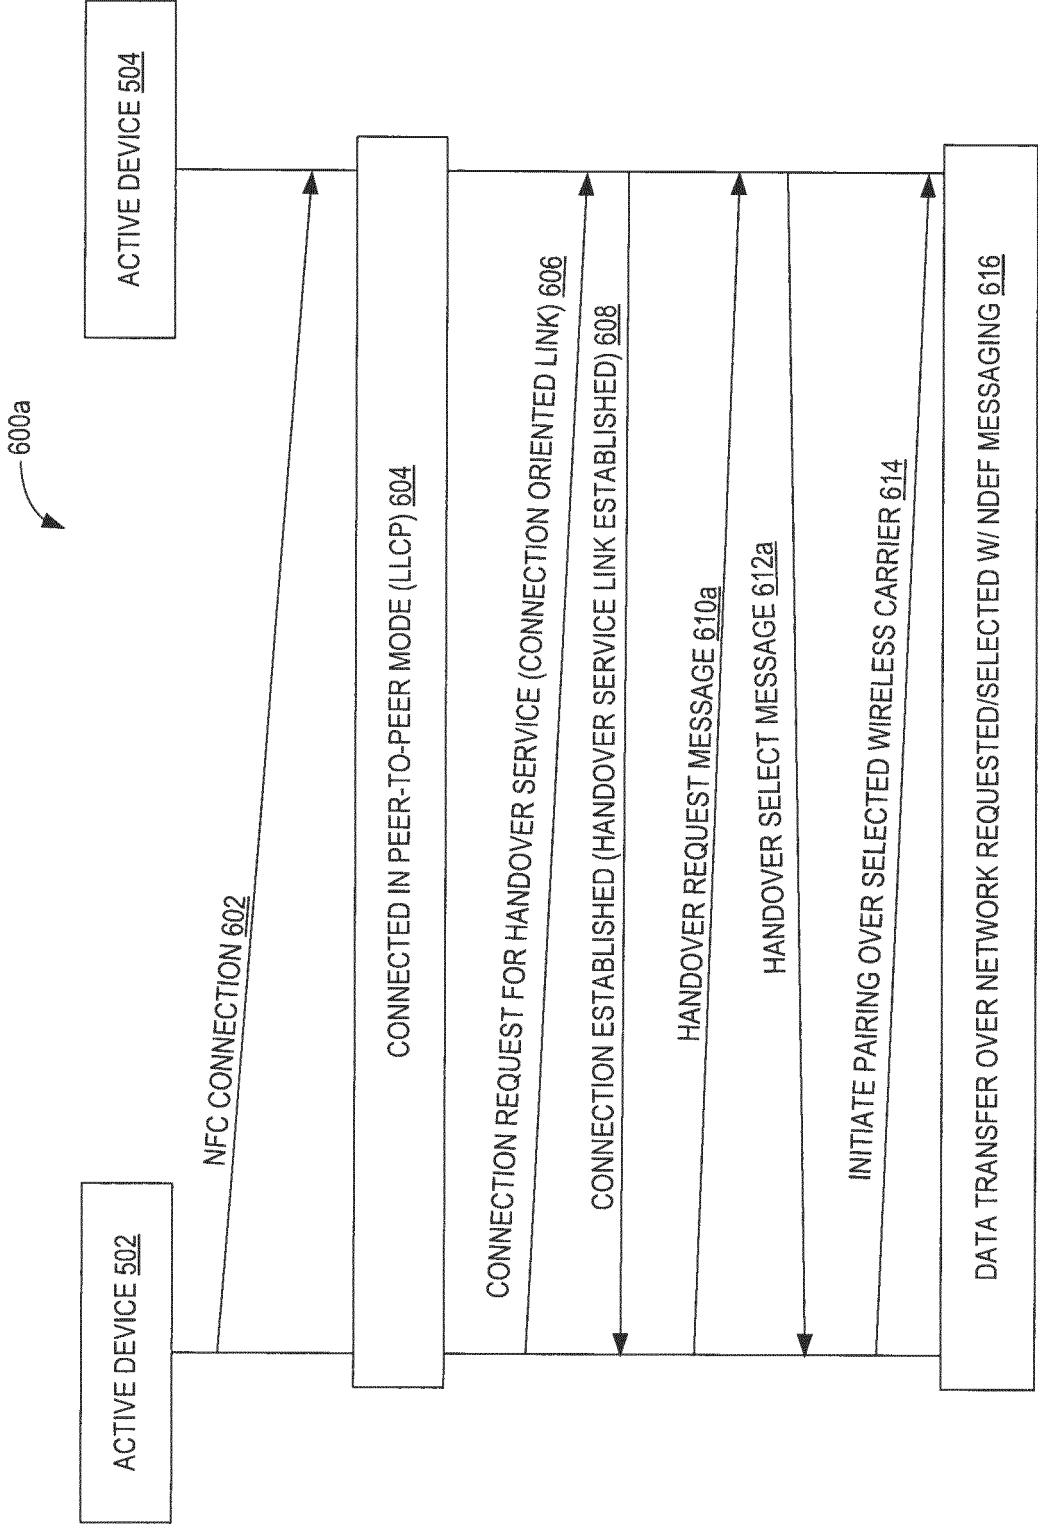 600a
ACTIVE DEVICE 502
ACTIVE DEVICE 504
NFC CONNECTION 602
CONNECTED IN PEER-TO-PEER MODE (LLCP) 604
CONNECTION REQUEST FOR HANDOVER SERVICE (CONNECTION ORIENTED LINK) 606
CONNECTION ESTABLISHED (HANDOVER SERVICE LINK ESTABLISHED) 608
HANDOVER REQUEST MESSAGE 610a
HANDOVER SELECT MESSAGE 612a
INITIATE PAIRING OVER SELECTED WIRELESS CARRIER 614
DATA TRANSFER OVER NETWORK REQUESTED/SELECTED W/ NDEF MESSAGING 616